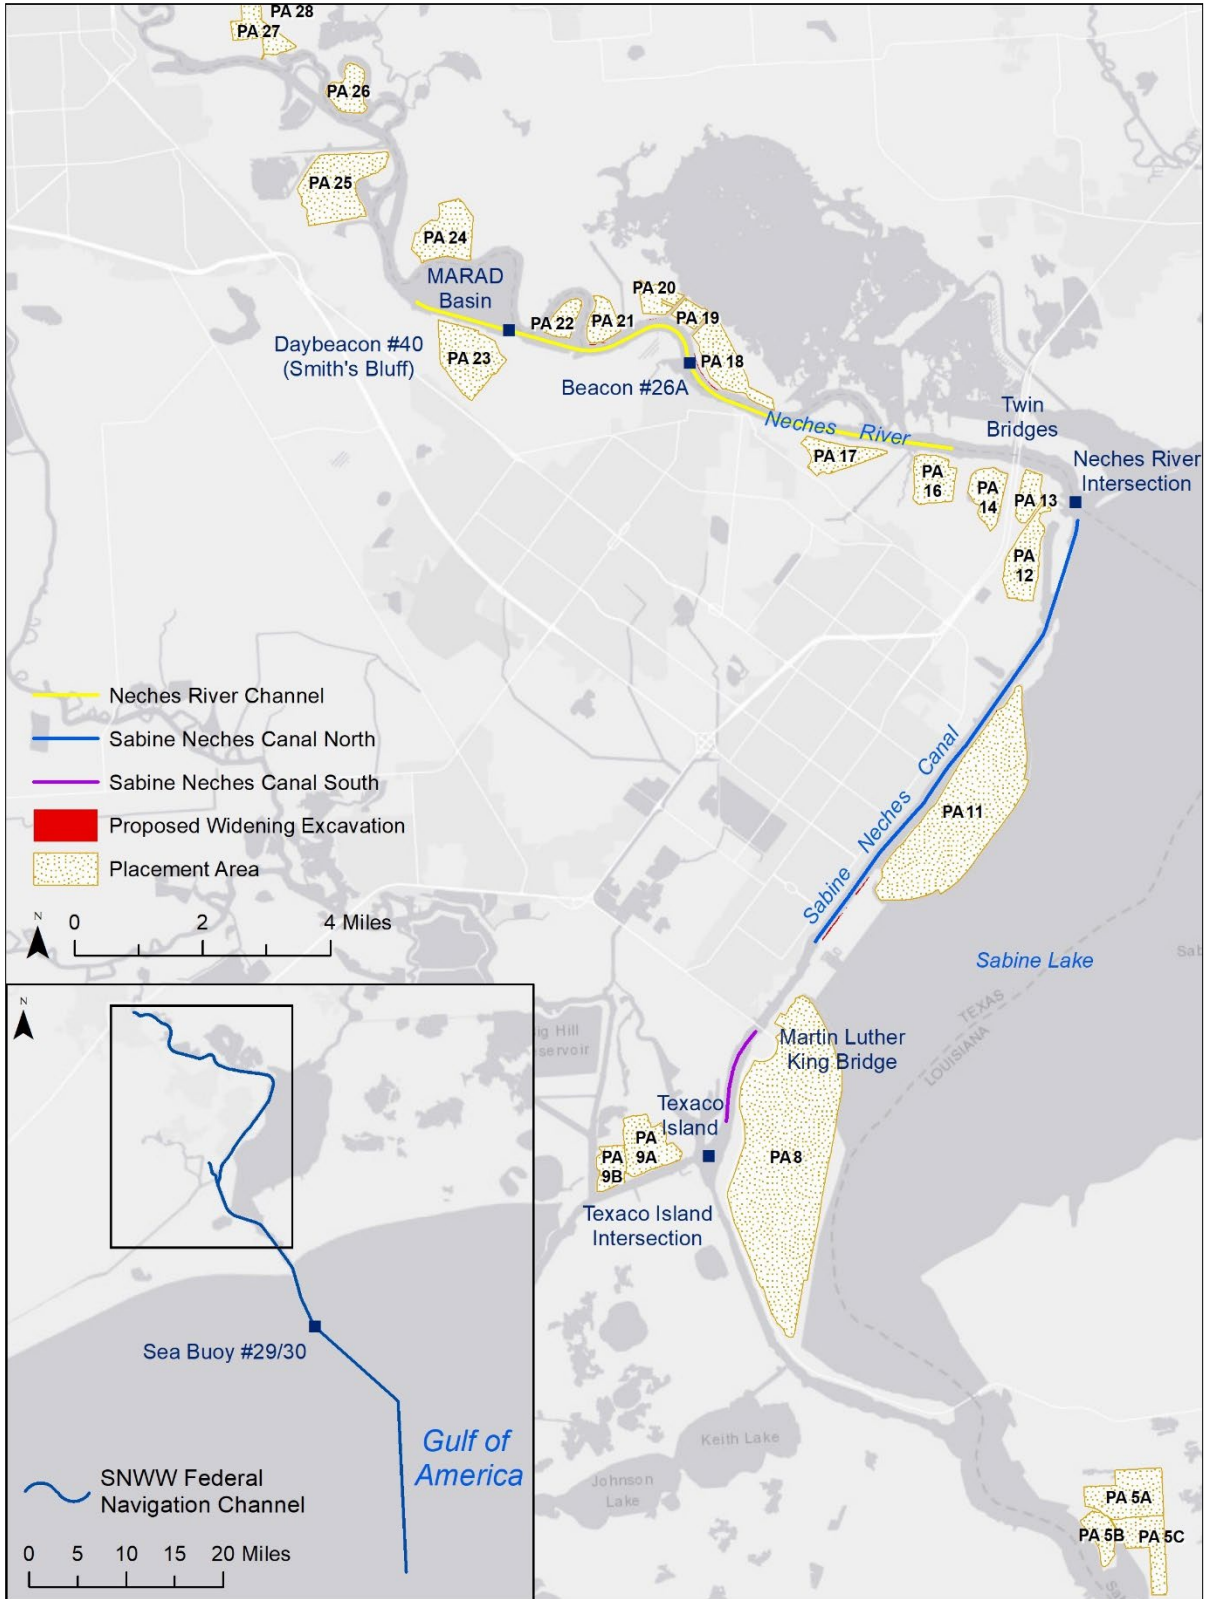 PA 28
PA 27
PA 26
PA 25
PA 24
MARAD
Basin
PA 20
PA 22
PA 21
PA 19
Daybeacon #40
(Smith's Bluff)
PA 23
PA 18
Beacon #26A
Twin
Bridges
Neches River
PA 17
Neches River
Intersection
PA
16
PA
14
PA 13
PA
12
Neches River Channel
Sabine Neches Canal North
Sabine Neches Canal South
Proposed Widening Excavation
Placement Area
N
0 2 4 Miles
Sabine Neches Canal
PA 11
Sabine Lake
Sab
TEXAS
LOUISIANA
Martin Luther
King Bridge
Texaco
Island
PA
9A
PA
9B
PA 8
Texaco Island
Intersection
Keith Lake
Johnson
Lake
PA 5A
PA 5B
PA 5C
N
Sea Buoy #29/30
Gulf of
America
SNWW Federal
Navigation Channel
0 5 10 15 20 Miles